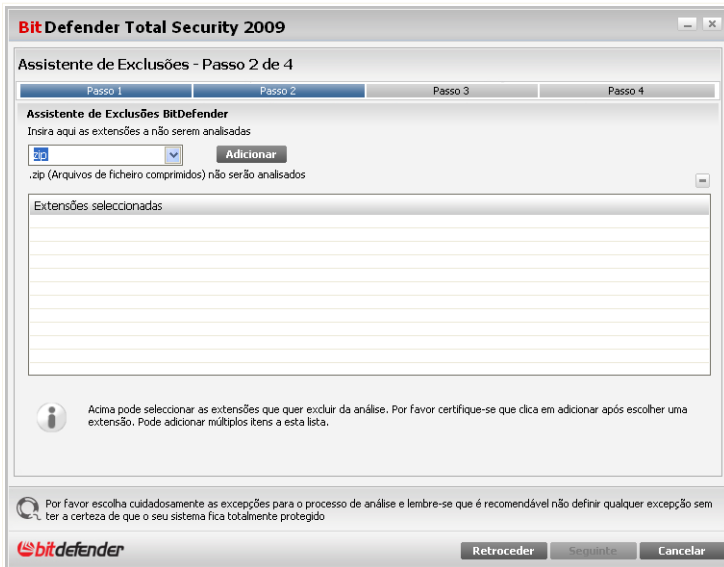 BitDefender Total Security 2009
Assistente de Exclusões - Passo 2 de 4
Passo 1 Passo 2 Passo 3 Passo 4
Assistente de Exclusões BitDefender
Insira aqui as extensões a não serem analisadas
zip Adicionar
.zip (Arquivos de ficheiro comprimidos) não serão analisados
Extensões seleccionadas
Acima pode seleccionar as extensões que quer excluir da análise. Por favor certifique-se que clica em adicionar após escolher uma
extensão. Pode adicionar múltiplos itens a esta lista.
Por favor escolha cuidadosamente as excepções para o processo de análise e lembre-se que é recomendável não definir qualquer excepção sem
ter a certeza de que o seu sistema fica totalmente protegido
bitdefender Retroceder Seguinte Cancelar